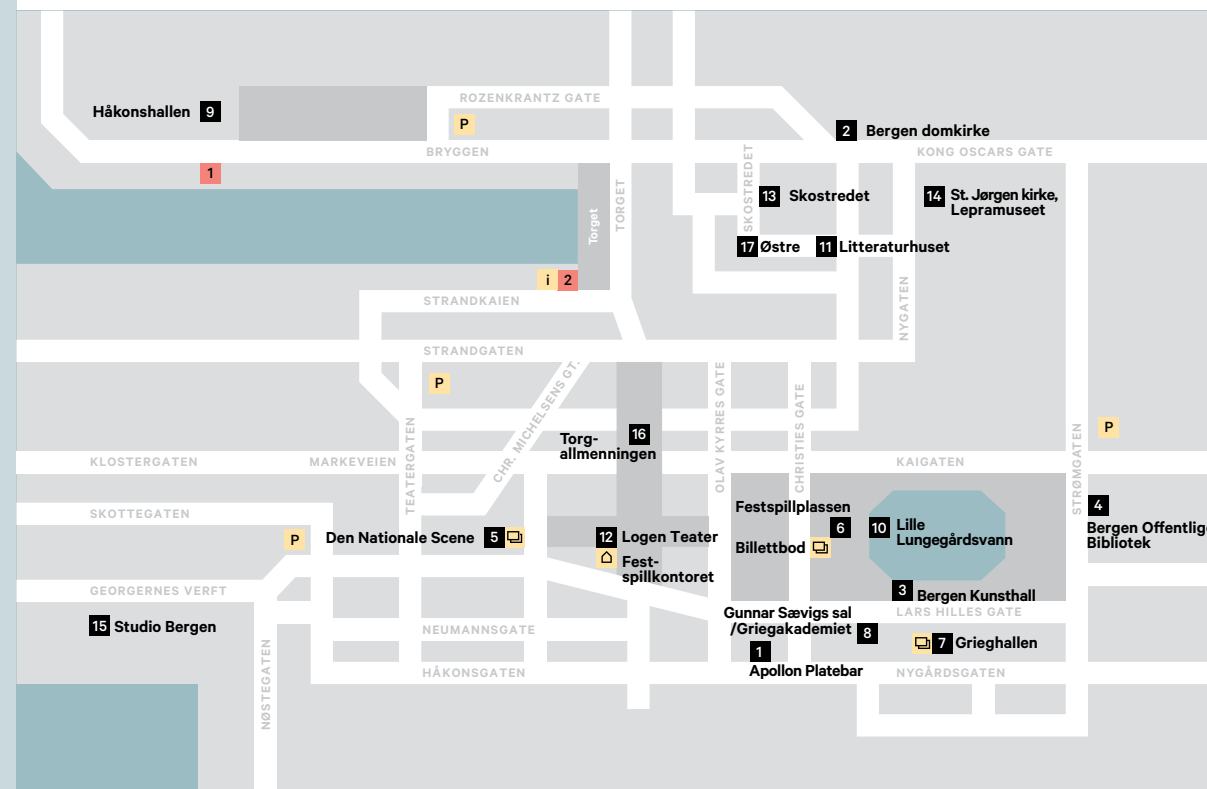 ROZENKRANTZ GATE
Håkonshallen 9
P
2 Bergen domkirke
BRYGGEN
KONG OSCARS GATE
1
SKOSTREDET
TORGET
Torget
13 Skostredet
14 St. Jørgen kirke,
Lepramuseet
17 Østre
11 Litteraturhuset
i 2
STRANDKAIEN
NYGATEN
STRANDGATEN
P
CHR. MICHELSENS GT.
OLAV KYRRES GATE
CHRISTIES GATE
TEATERGATEN
STRØMGATEN
P
16
Torg-
allmenningen
KLOSTERGATEN
MARKEVEIEN
KAIGATEN
SKOTTEGATEN
Festspillplassen
6
10 Lille
Lungegårdsvann
4
Bergen Offentlige
Bibliotek
P
Den Nationale Scene 5
12 Logen Teater
Billettbod
Fest-
spillkontoret
GEORGERNES VERFT
3 Bergen Kunsthall
LARS HILLES GATE
15 Studio Bergen
NEUMANNSGATE
Gunnar Sævigs sal
/Griegakademiet 8
7 Grieghallen
1
Apollon Platebar
HÅKONSGATEN
NYGÅRDSGATEN
NØSTEGATEN